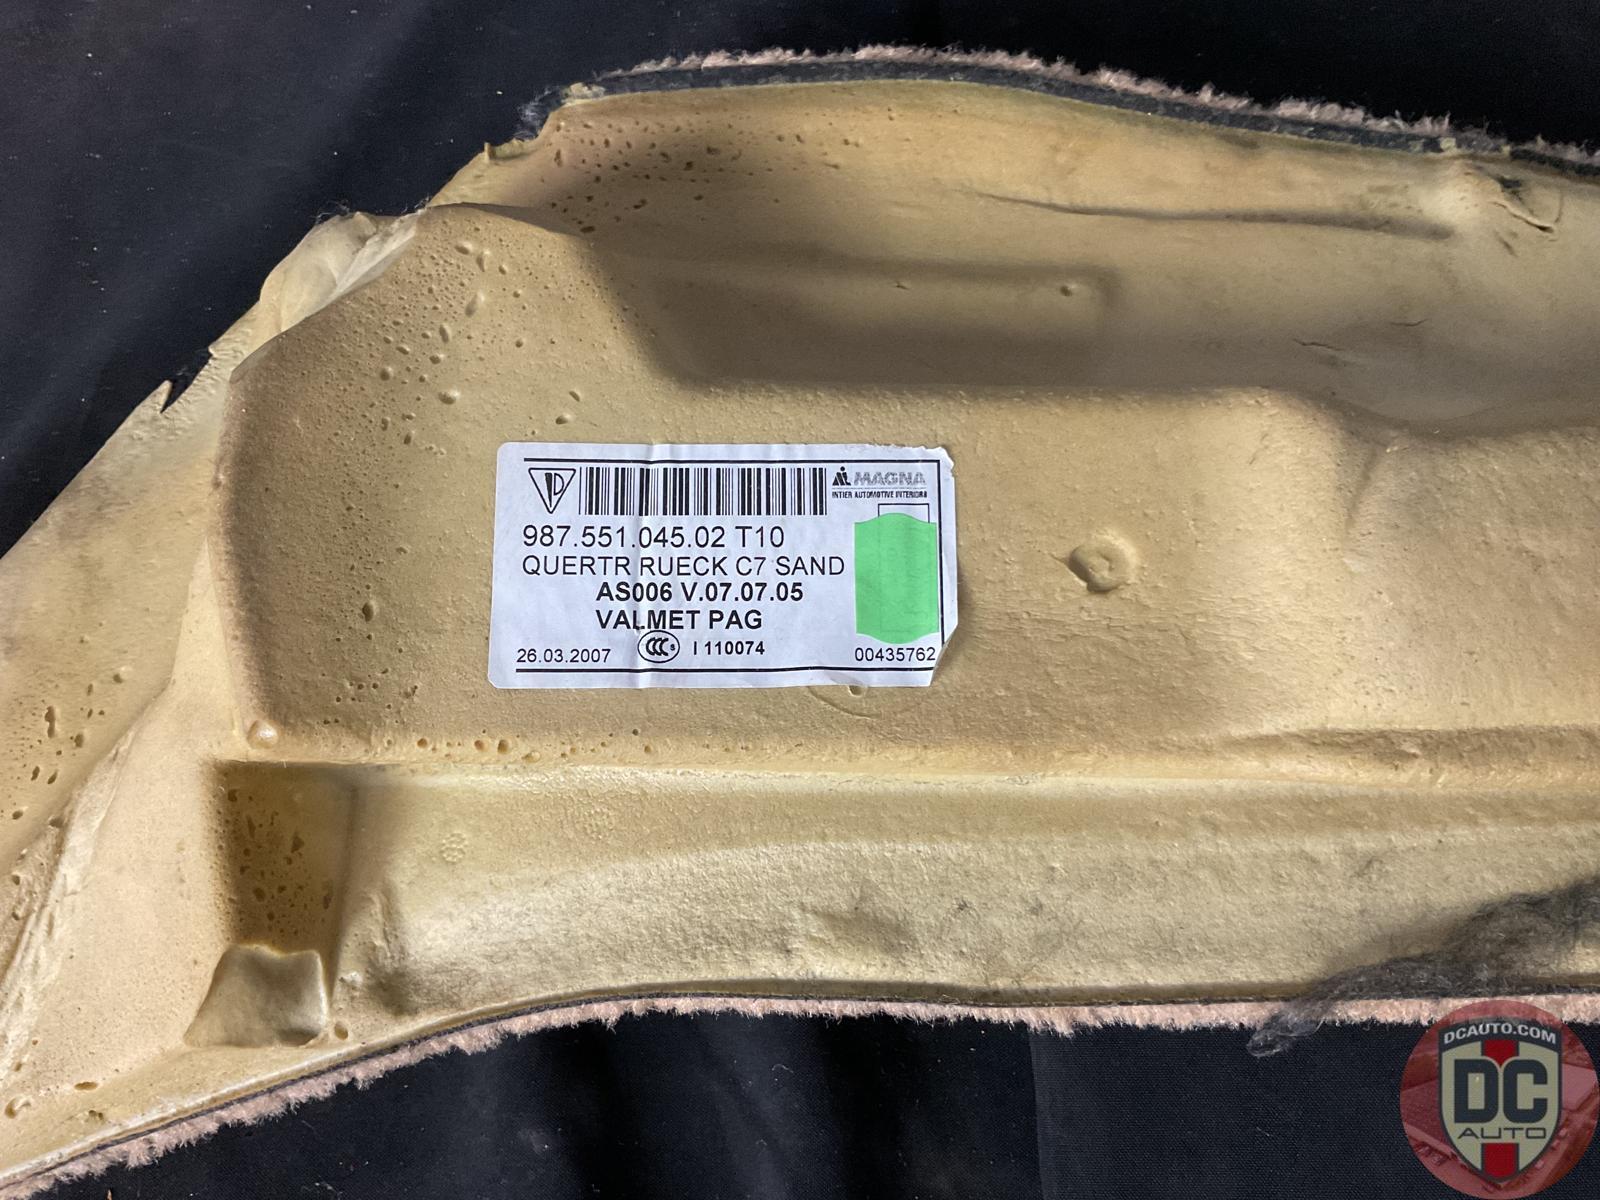 MAGNA
INTIER AUTOMOTIVE INTERIORS
987.551.045.02 T10
QUERTR RUECK C7 SAND
AS006 V.07.07.05
VALMET PAG
26.03.2007 CCC S I 110074 00435762
DCAUTO.COM
DC
AUTO